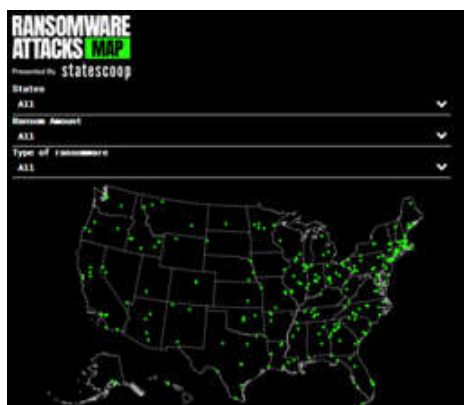 RANSOMWARE
ATTACKS MAP
Presented By statescoop
States
All
Ransom Amount
All
Type of ransomware
All